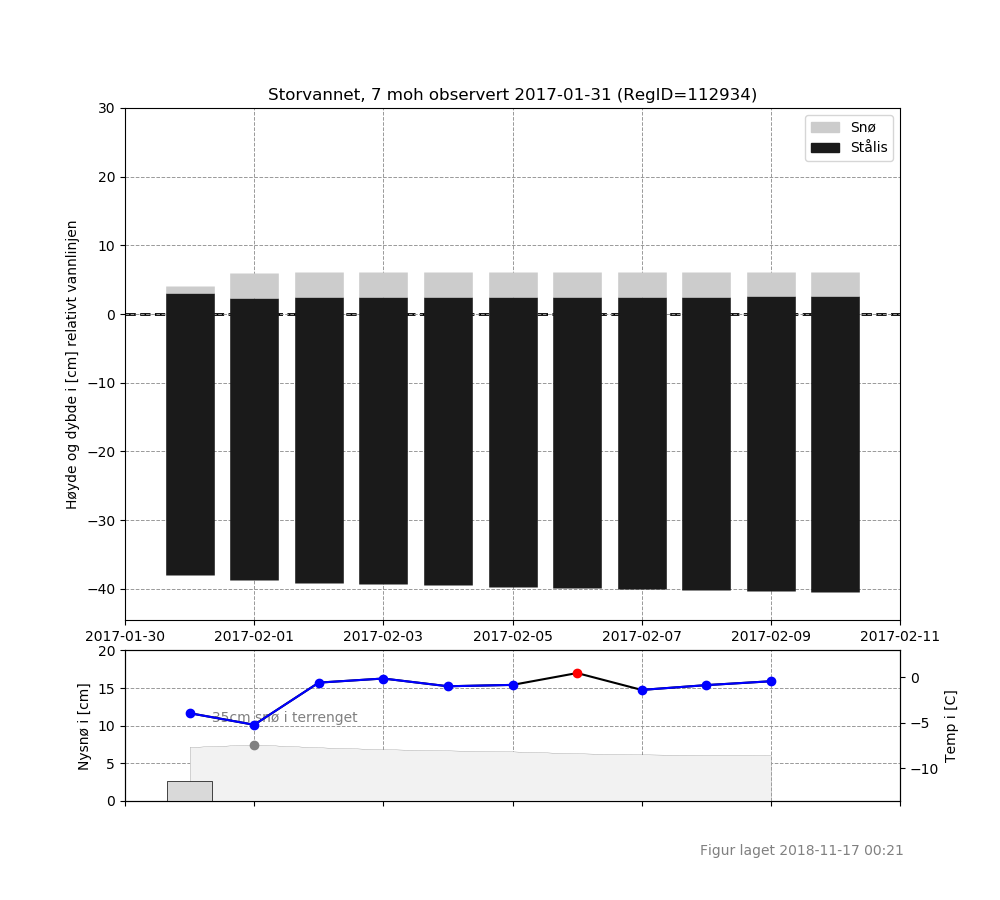 Storvannet, 7 moh observert 2017-01-31 (RegID=112934)
Snø
Stålis
Høyde og dybde i [cm] relativt vannlinjen
30
20
10
0
−10
−20
−30
−40
2017-01-30 2017-02-01 2017-02-03 2017-02-05 2017-02-07 2017-02-09 2017-02-11
Nysnø i [cm]
20
15
10
5
0
35cm snø i terrenget
0
−5
−10
Temp i [C]
Figur laget 2018-11-17 00:21